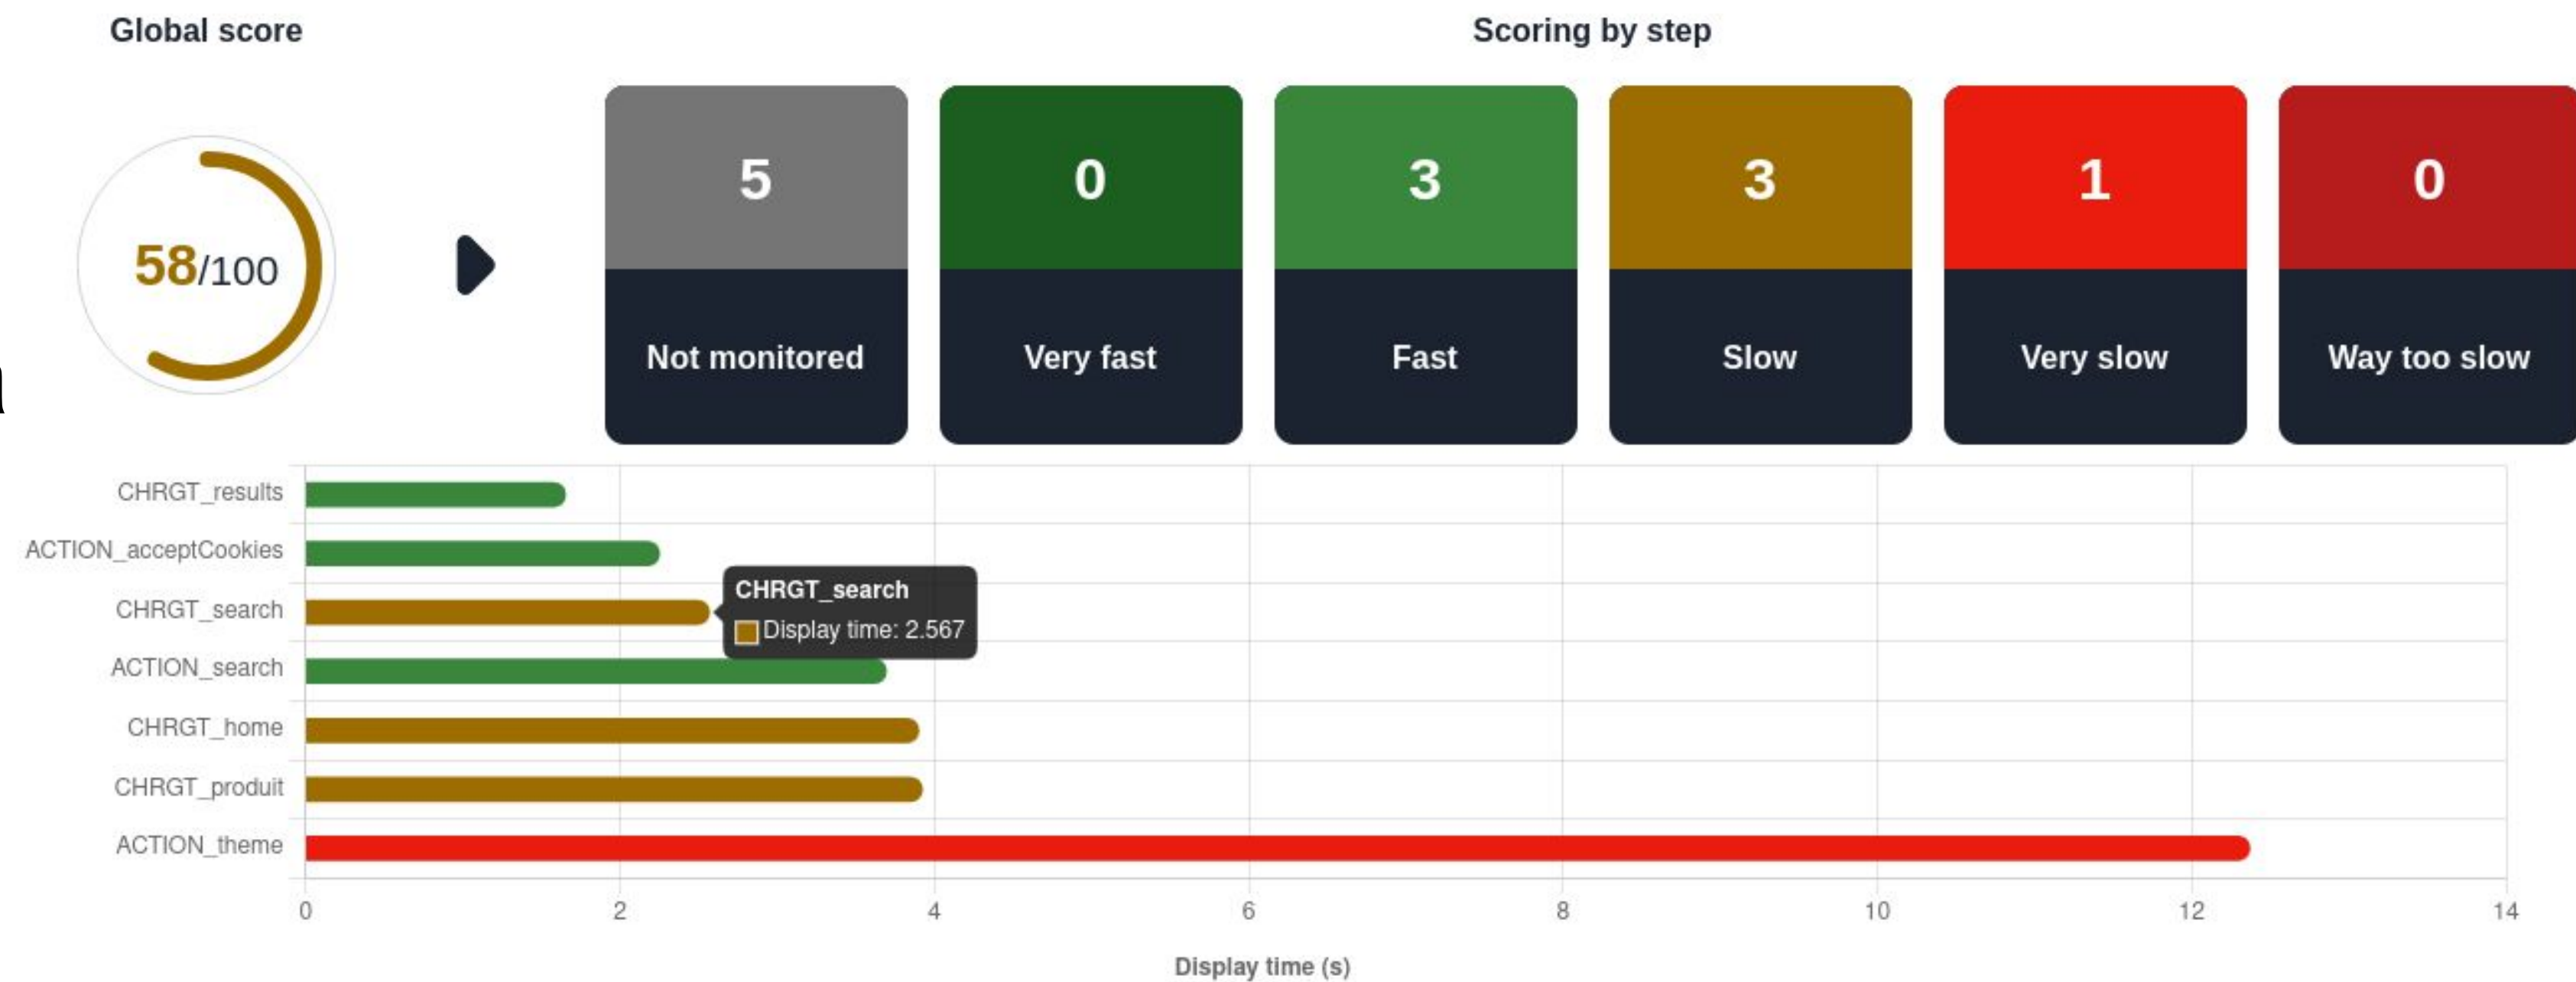 Global score
Scoring by step
58/100
5
0
3
3
1
0
Not monitored
Very fast
Fast
Slow
Very slow
Way too slow
CHRGT_results
ACTION_acceptCookies
CHRGT_search
CHRGT_search
Display time: 2.567
ACTION_search
CHRGT_home
CHRGT_produit
ACTION_theme
0 2 4 6 8 10 12 14
Display time (s)